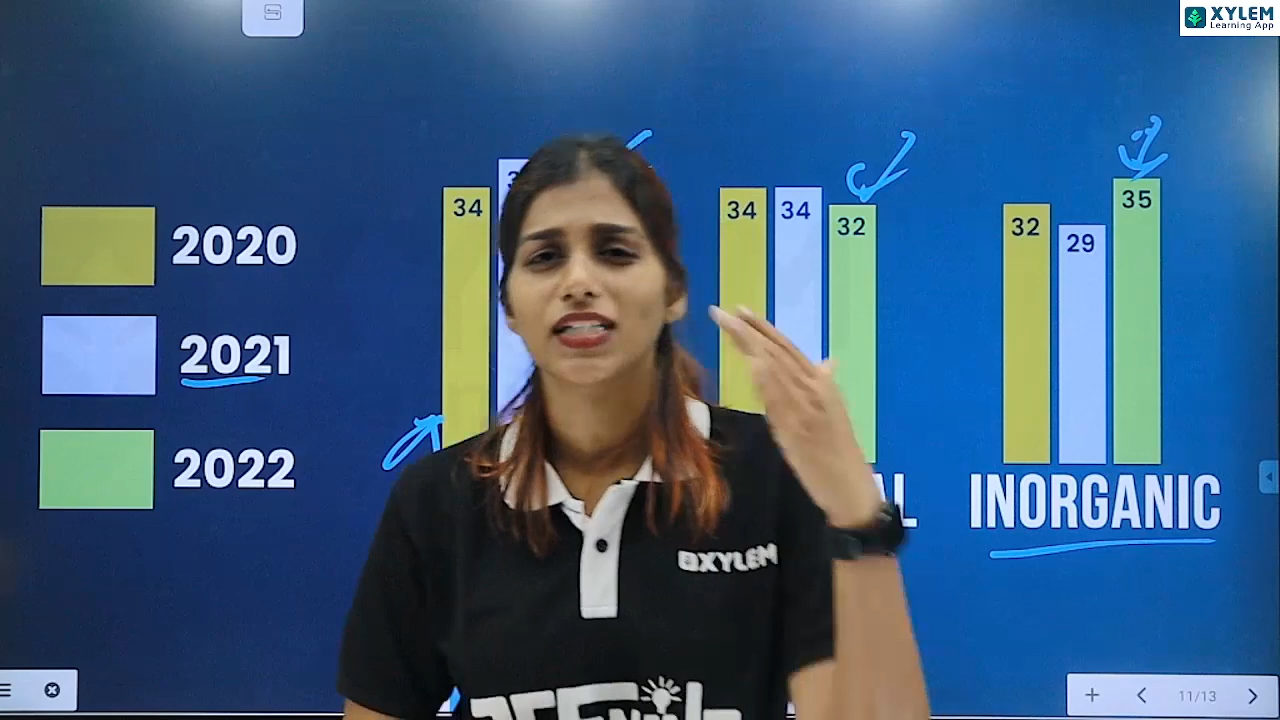 XYLEM
Learning App
2020
2021
2022
34
34
34
32
32
29
35
INORGANIC
XYLEM
11/13